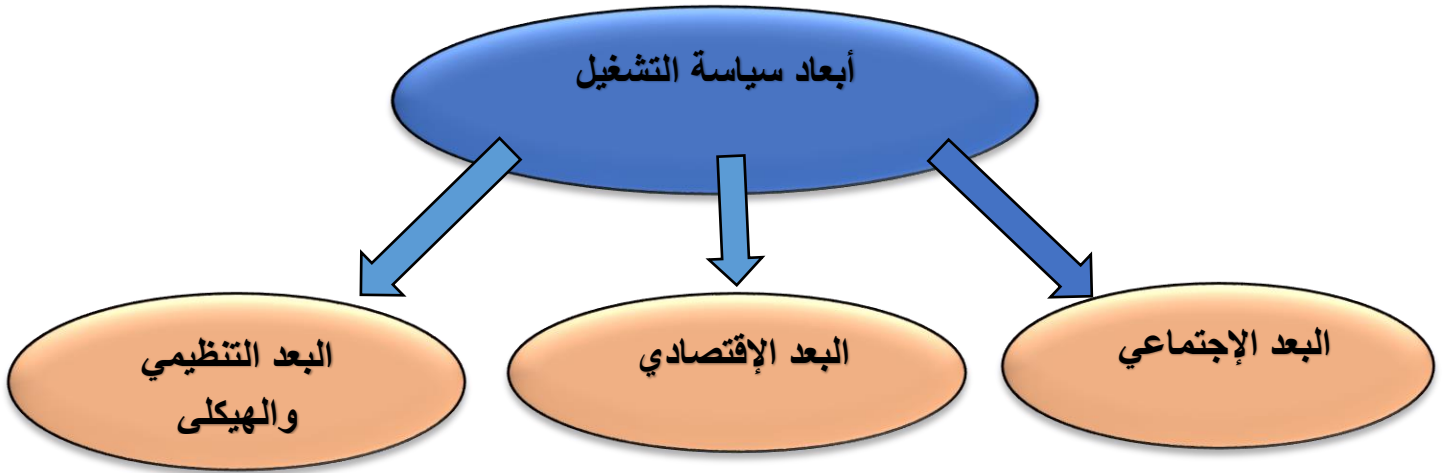 أبعاد سياسة التشغيل
البعد الإجتماعي
البعد الإقتصادي
البعد التنظيمي
والهيكلى